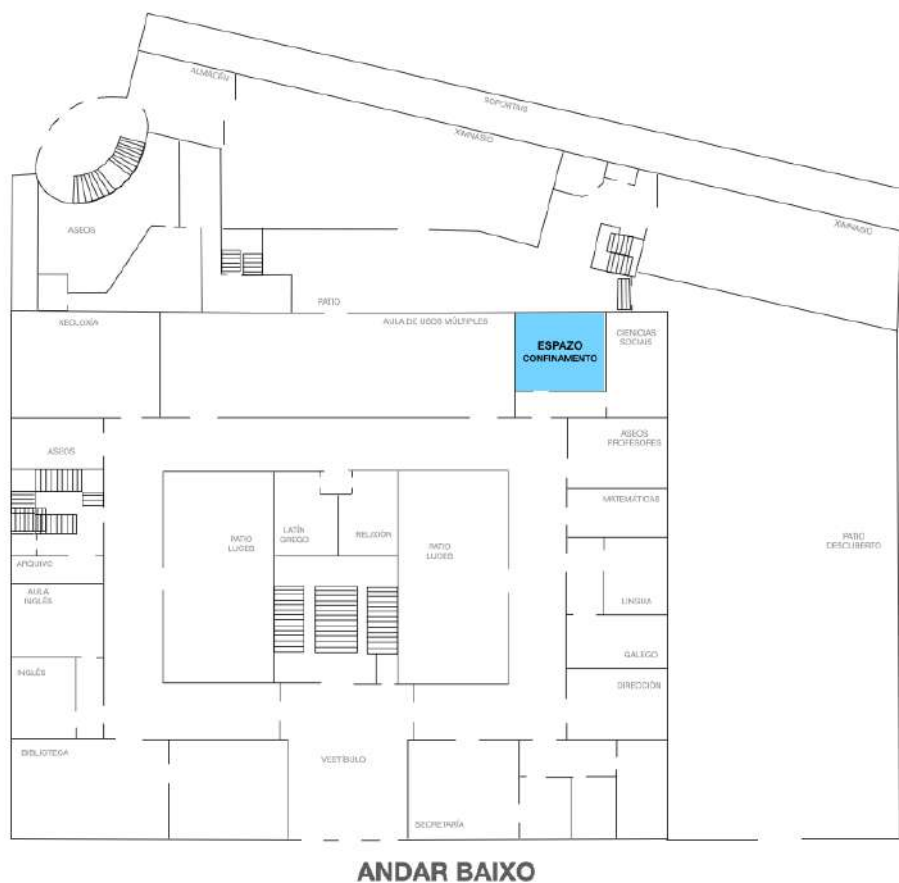 ALMACÉN
SOPORTAIS
XIMNASIO
XIMNASIO
ASEOS
PATIO
XEOLOXÍA
AULA DE USOS MÚLTIPLES
ESPAZO
CONFINAMENTO
CIENCIAS
SOCIAIS
ASEOS
ASEOS
PROFESORES
MATEMÁTICAS
PATIO
LUCES
LATÍN
GREGO
RELIXIÓN
PATIO
LUCES
PATIO
DESCUBERTO
ARQUIVO
AULA
INGLÉS
LINGUA
INGLÉS
GALEGO
DIRECCIÓN
BIBLIOTECA
VESTÍBULO
SECRETARÍA
ANDAR BAIXO